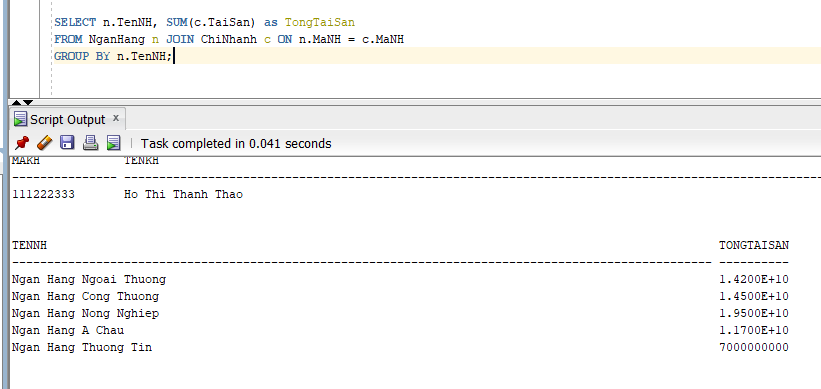 SELECT n.TenNH, SUM(c.TaiSan) as TongTaiSan
FROM NganHang n JOIN ChiNhanh c ON n.MaNH = c.MaNH
GROUP BY n.TenNH;
Script Output x
Task completed in 0.041 seconds
MAKH TENKH
--------------- ----------------------------------------------------------------------------------------------------
111222333 Ho Thi Thanh Thao
TENNH TONGTAISAN
---------------------------------------------------------------------------------------------------- ----------
Ngan Hang Ngoai Thuong 1.4200E+10
Ngan Hang Cong Thuong 1.4500E+10
Ngan Hang Nong Nghiep 1.9500E+10
Ngan Hang A Chau 1.1700E+10
Ngan Hang Thuong Tin 7000000000